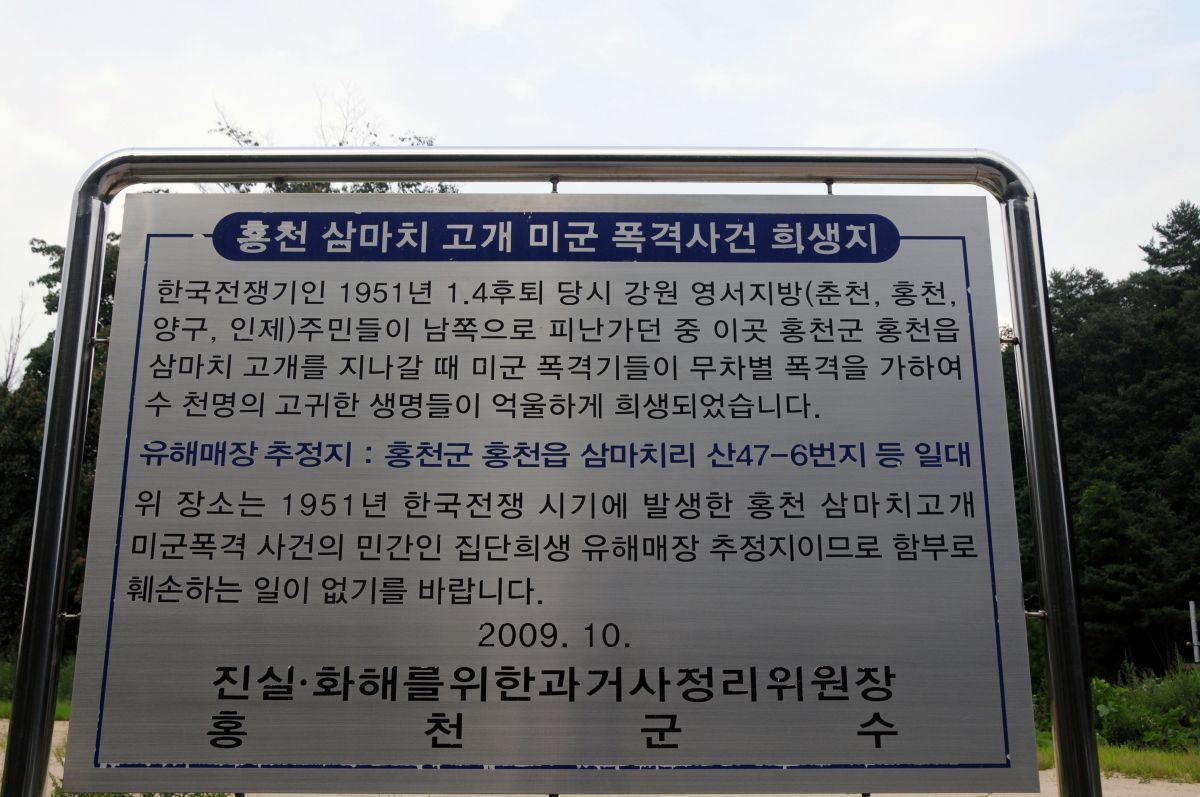 홍천 삼마치 고개 미군 폭격사건 희생지
한국전쟁기인 1951년 1.4후퇴 당시 강원 영서지방(춘천, 홍천,
양구, 인제)주민들이 남쪽으로 피난가던 중 이곳 홍천군 홍천읍
삼마치 고개를 지나갈 때 미군 폭격기들이 무차별 폭격을 가하여
수 천명의 고귀한 생명들이 억울하게 희생되었습니다.
유해매장 추정지 : 홍천군 홍천읍 삼마치리 산47-6번지 등 일대
위 장소는 1951년 한국전쟁 시기에 발생한 홍천 삼마치고개
미군폭격 사건의 민간인 집단희생 유해매장 추정지이므로 함부로
훼손하는 일이 없기를 바랍니다.
2009. 10.
진실·화해를위한과거사정리위원장
홍 천 군 수